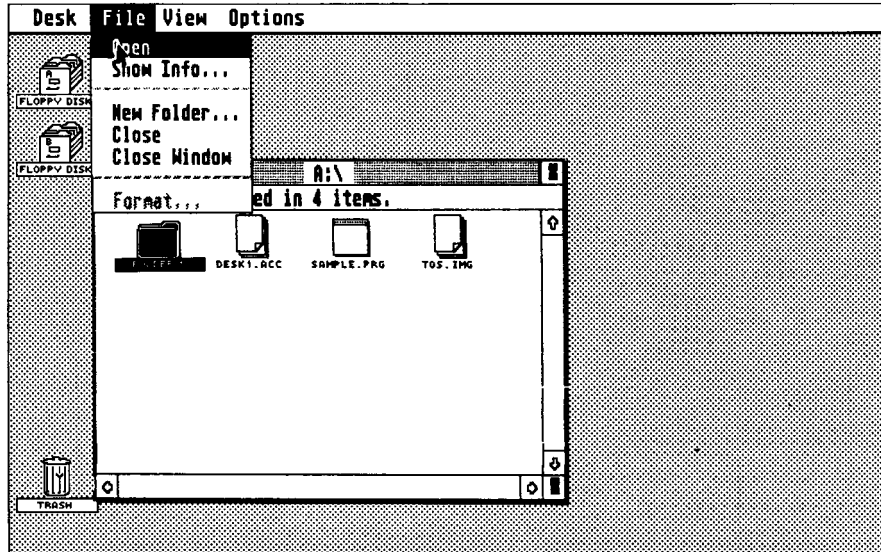 Desk File View Options
Open
Show Info...
FLOPPY DISK
New Folder...
Close
Close Window
FLOPPY DISK
A:\
Format...
ed in 4 items.
DESK1.ACC SAMPLE.PRG TOS.IMG
TRASH